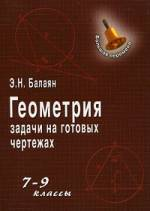 Э.Н. Балаян
Геометрия
задачи на готовых
чертежах
7-9 классы